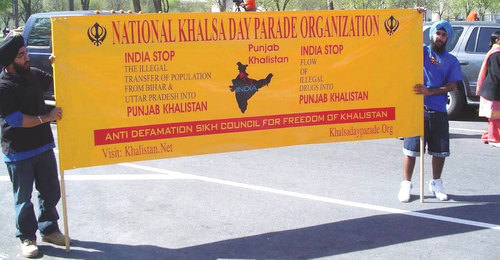 NATIONAL KHALSA DAY PARADE ORGANIZATION
INDIA STOP
THE ILLEGAL
TRANSFER OF POPULATION
FROM BIHAR &
UTTAR PRADESH INTO
PUNJAB KHALISTAN
Punjab
Khalistan
INDIA
INDIA STOP
FLOW
OF
ILLEGAL
DRUGS INTO
PUNJAB KHALISTAN
ANTI DEFAMATION SIKH COUNCIL FOR FREEDOM OF KHALISTAN
Visit: Khalistan.Net
Khalsadayparade.Org